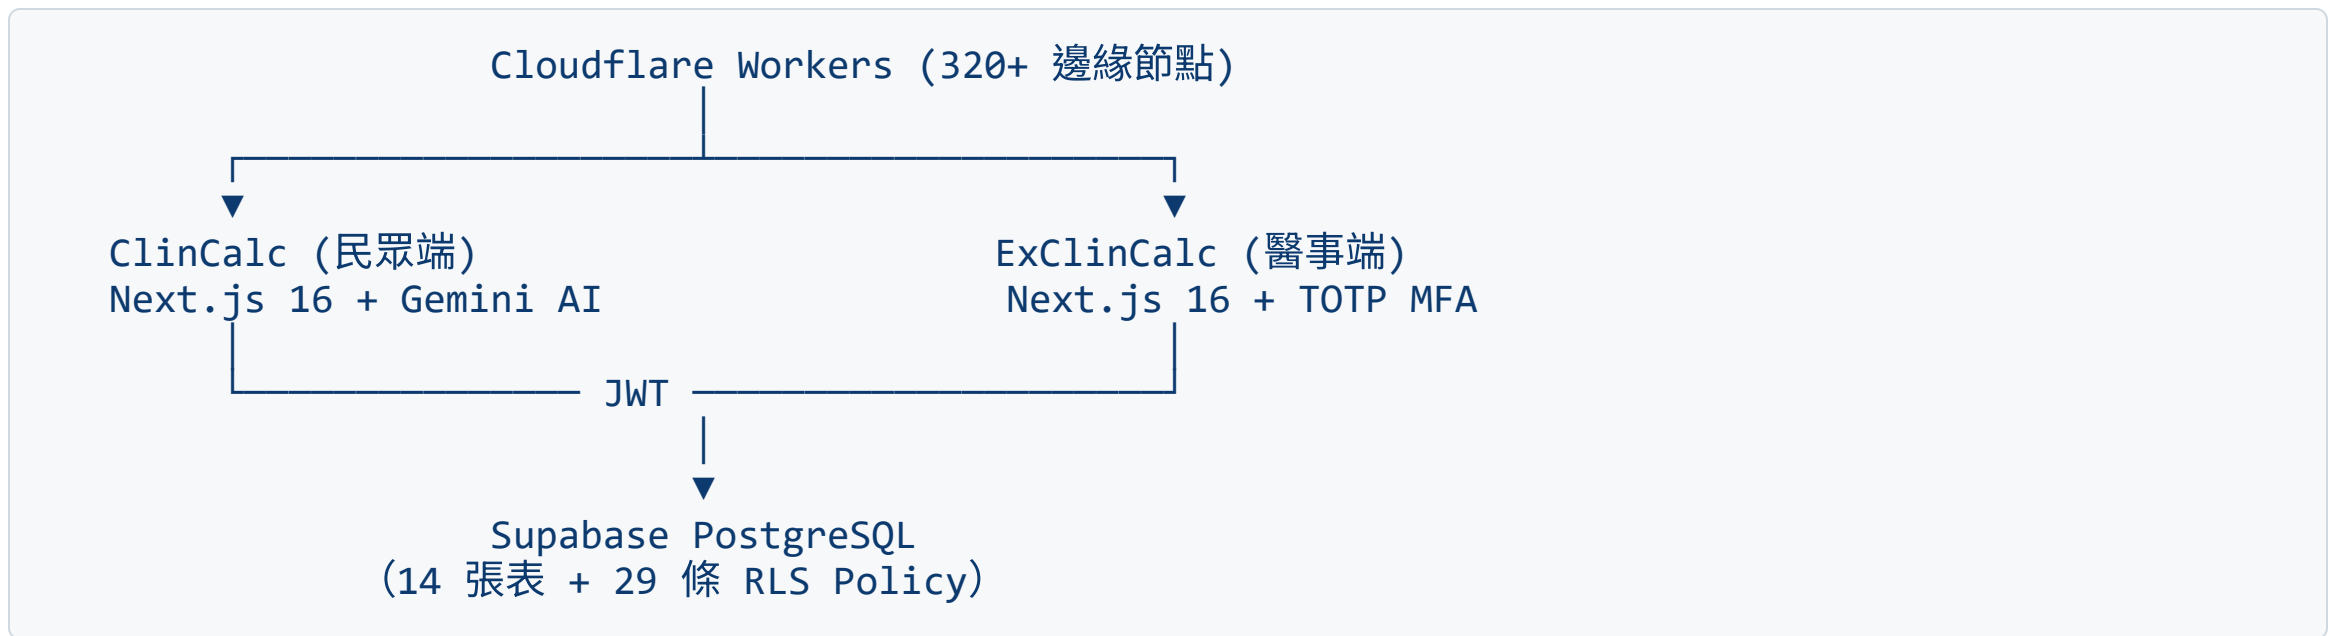 Cloudflare Workers (320+ 邊緣節點)
ClinCalc (民眾端)
ExClinCalc (醫事端)
Next.js 16 + Gemini AI
Next.js 16 + TOTP MFA
JWT
Supabase PostgreSQL
（14 張表 + 29 條 RLS Policy）